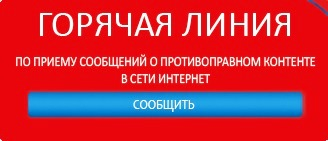 ГОРЯЧАЯ ЛИНИЯ
ПО ПРИЕМУ СООБЩЕНИЙ О ПРОТИВОПРАВНОМ КОНТЕНТЕ
В СЕТИ ИНТЕРНЕТ
СООБЩИТЬ